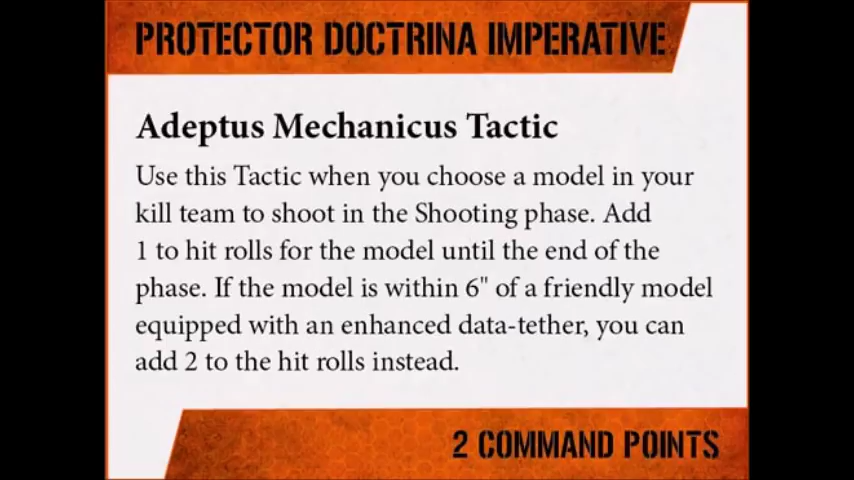 PROTECTOR DOCTRINA IMPERATIVE
Adeptus Mechanicus Tactic
Use this Tactic when you choose a model in your
kill team to shoot in the Shooting phase. Add
1 to hit rolls for the model until the end of the
phase. If the model is within 6" of a friendly model
equipped with an enhanced data-tether, you can
add 2 to the hit rolls instead.
2 COMMAND POINTS